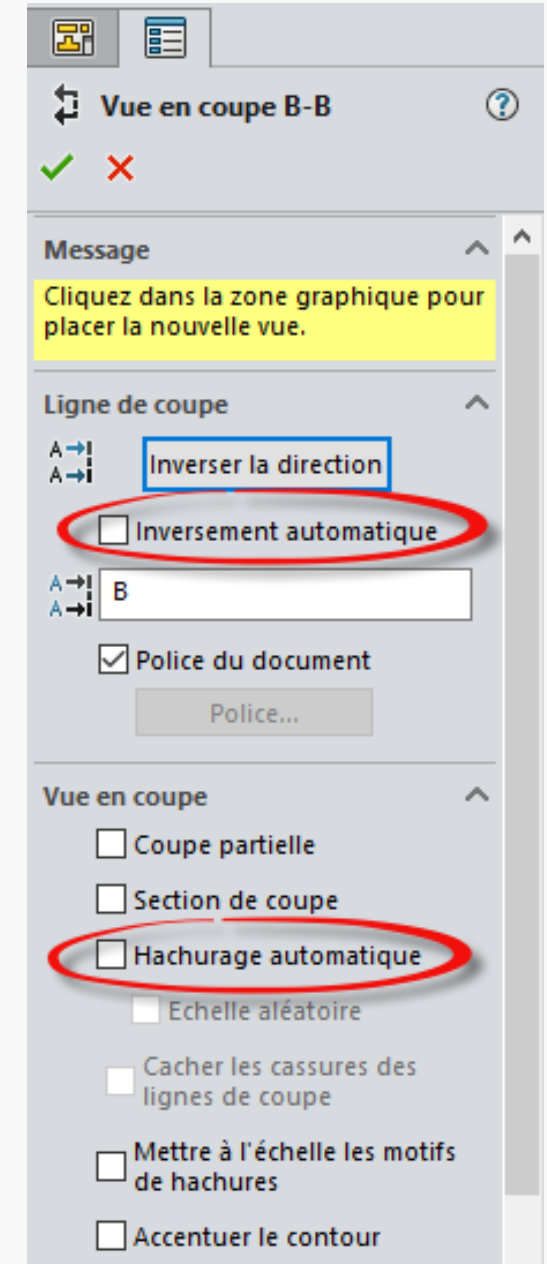 Vue en coupe B-B
?
Message
Cliquez dans la zone graphique pour
placer la nouvelle vue.
Ligne de coupe
A
A
Inverser la direction
Inversement automatique
A
A
B
Police du document
Police...
Vue en coupe
Coupe partielle
Section de coupe
Hachurage automatique
Echelle aléatoire
Cacher les cassures des
lignes de coupe
Mettre à l'échelle les motifs
de hachures
Accentuer le contour